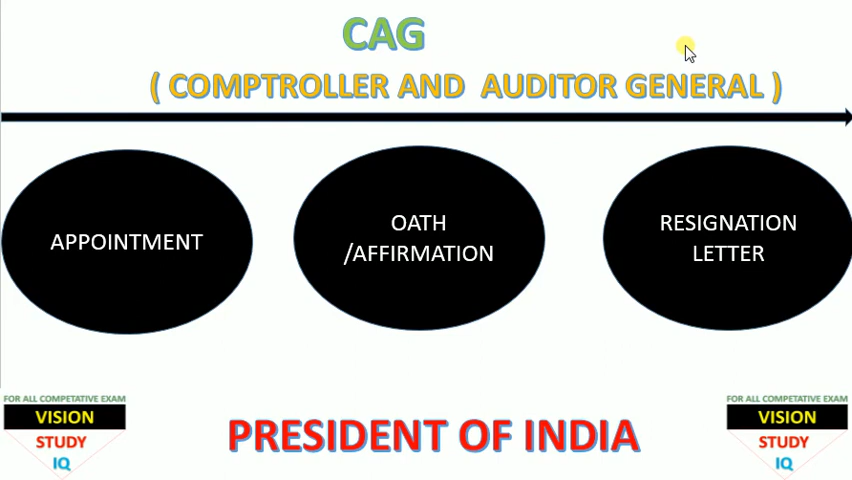 CAG
( COMPTROLLER AND AUDITOR GENERAL )
APPOINTMENT
OATH
/AFFIRMATION
RESIGNATION
LETTER
FOR ALL COMPETATIVE EXAM
VISION
STUDY
IQ
PRESIDENT OF INDIA
FOR ALL COMPETATIVE EXAM
VISION
STUDY
IQ